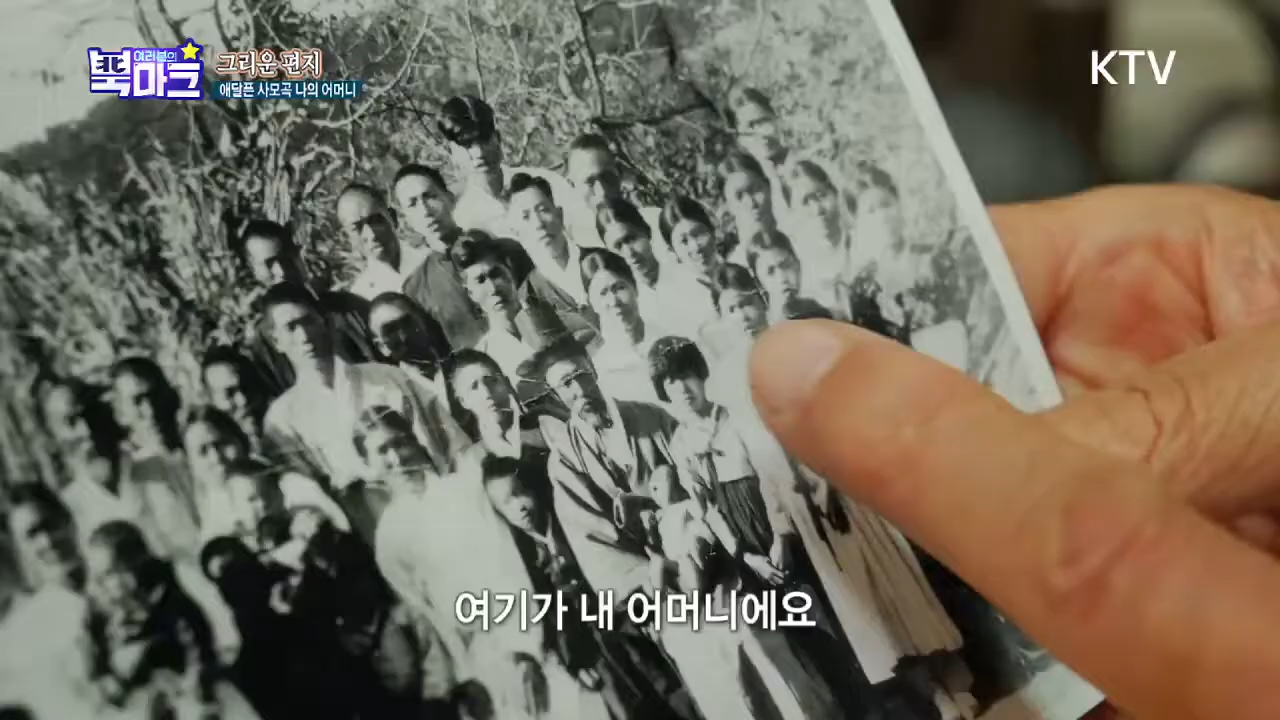 여러분의
북마크
그리운 편지
애달픈 사모곡 나의 어머니
KTV
여기가 내 어머니에요